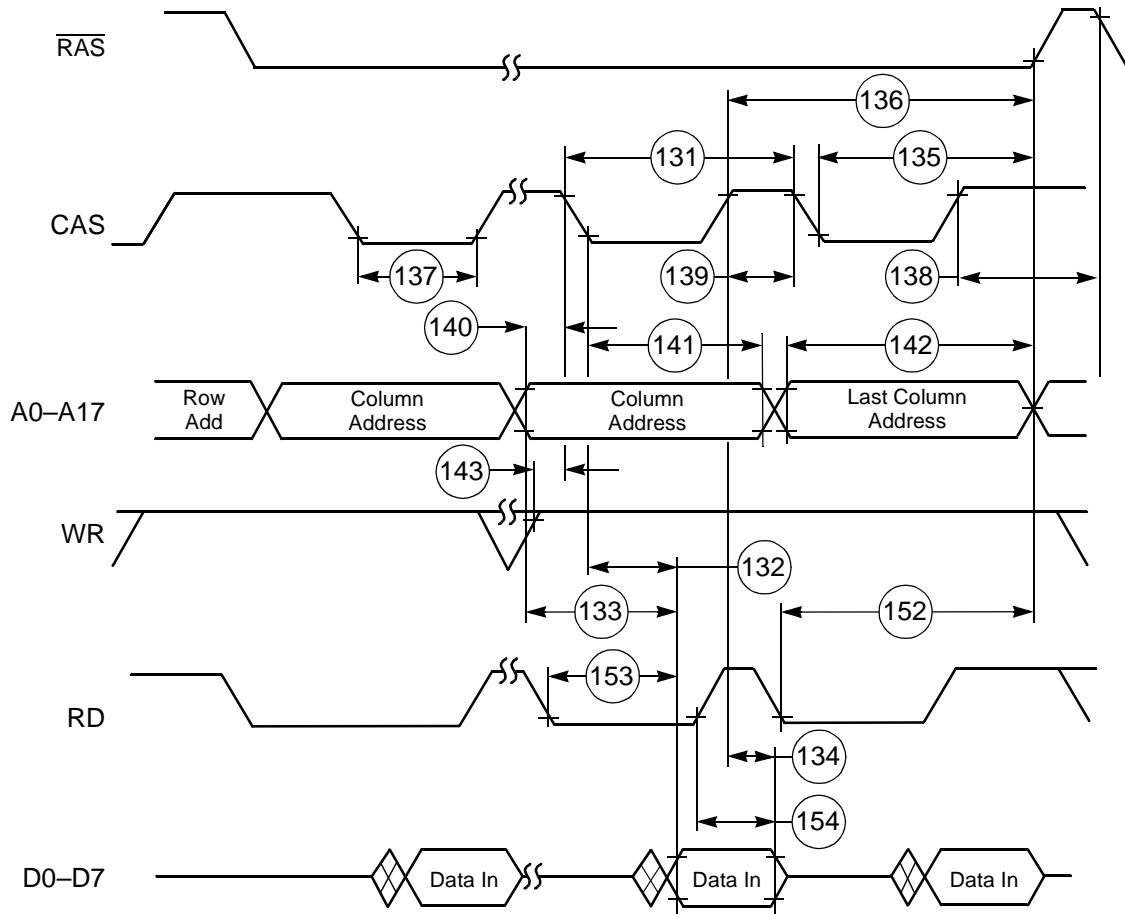 RAS
136
131
135
CAS
137
139
138
140
141
142
A0–A17
Row
Add
Column
Address
Column
Address
Last Column
Address
143
WR
132
133
152
153
RD
134
154
D0–D7
Data In
Data In
Data In